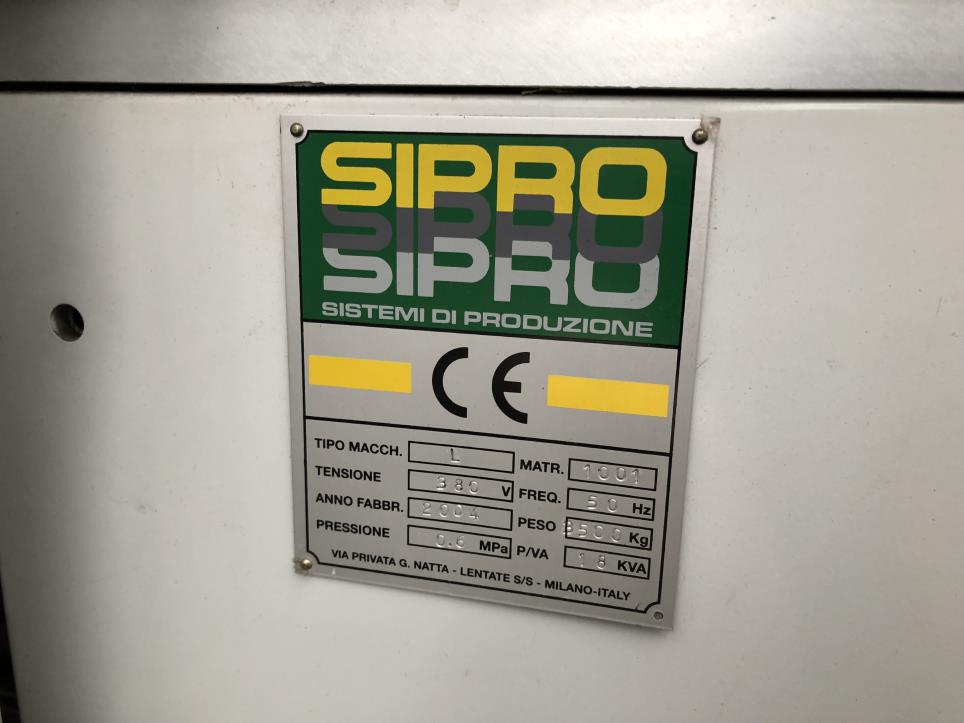 SIPRO
SIPRO
SIPRO
SISTEMI DI PRODUZIONE
CE
TIPO MACCH. L MATR. 1001
TENSIONE 380 V FREQ. 50 Hz
ANNO FABBR. 2004 PESO 3500 Kg
PRESSIONE 0.6 MPa P/VA 18 KVA
VIA PRIVATA G. NATTA - LENTATE S/S - MILANO-ITALY